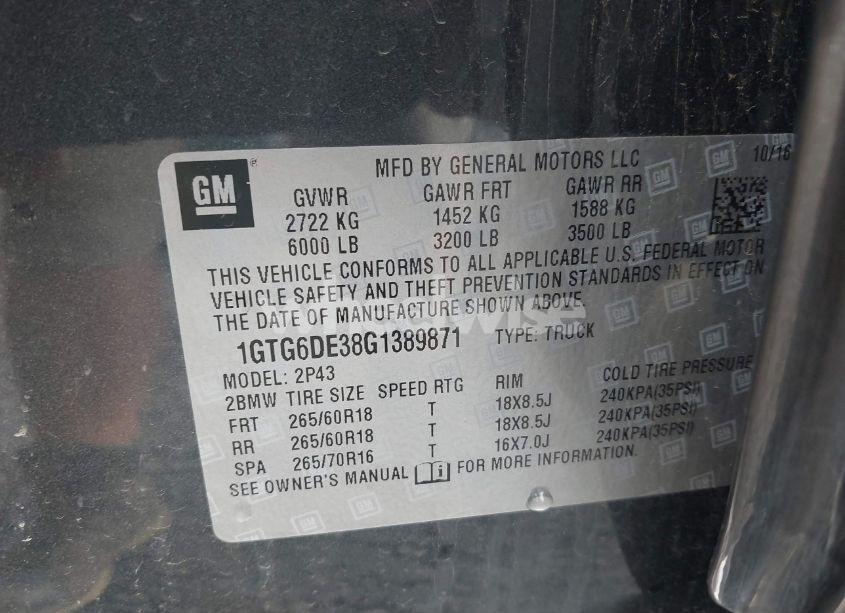 GM
MFD BY GENERAL MOTORS LLC 10/16
GVWR GAWR FRT GAWR RR
2722 KG 1452 KG 1588 KG
6000 LB 3200 LB 3500 LB
THIS VEHICLE CONFORMS TO ALL APPLICABLE U.S. FEDERAL MOTOR
VEHICLE SAFETY AND THEFT PREVENTION STANDARDS IN EFFECT ON
THE DATE OF MANUFACTURE SHOWN ABOVE.
1GTG6DE38G1389871 TYPE: TRUCK
MODEL: 2P43 COLD TIRE PRESSURE
2BMW TIRE SIZE SPEED RTG RIM
FRT 265/60R18 T 18X8.5J 240KPA(35PSI)
RR 265/60R18 T 18X8.5J 240KPA(35PSI)
SPA 265/70R16 T 16X7.0J 240KPA(35PSI)
SEE OWNER'S MANUAL FOR MORE INFORMATION.